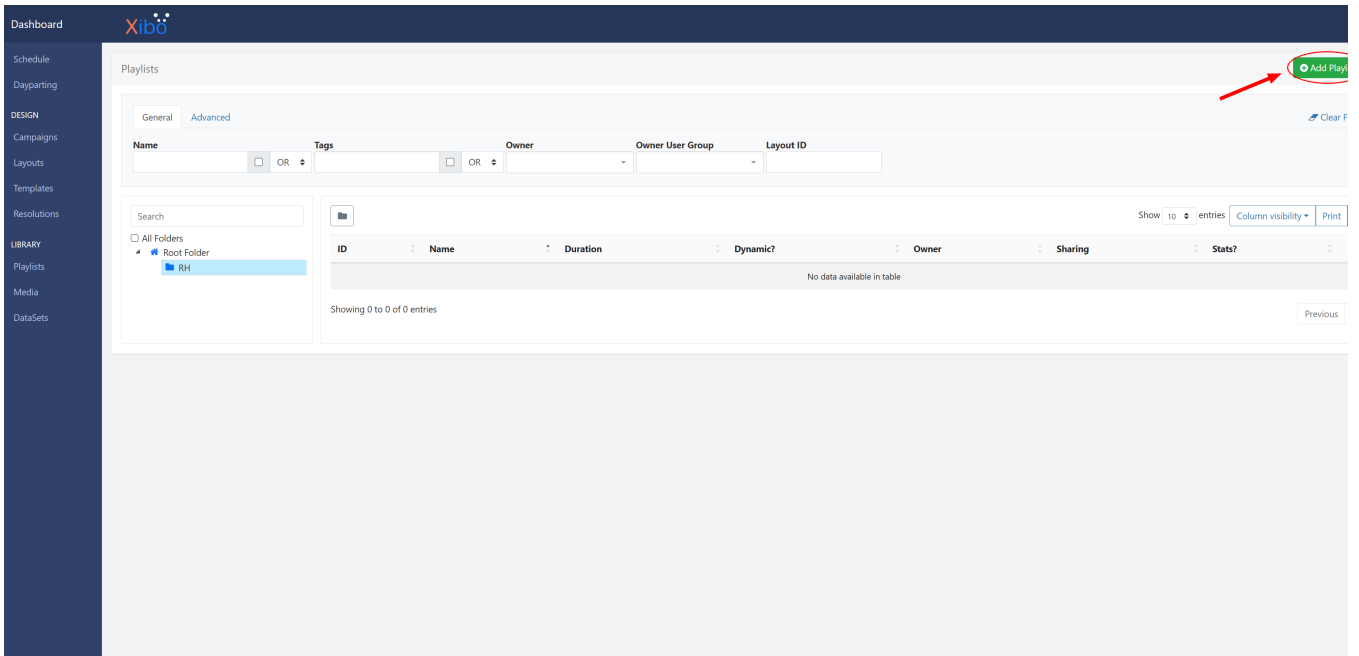 Dashboard
Xibo
Schedule
Dayparting
DESIGN
Campaigns
Layouts
Templates
Resolutions
LIBRARY
Playlists
Media
DataSets
Playlists
Add Playl
General Advanced
Clear F
Name Tags Owner Owner User Group Layout ID
OR OR
Search
All Folders
Root Folder
RH
Show 10 entries Column visibility Print
ID Name Duration Dynamic? Owner Sharing Stats?
No data available in table
Showing 0 to 0 of 0 entries
Previous